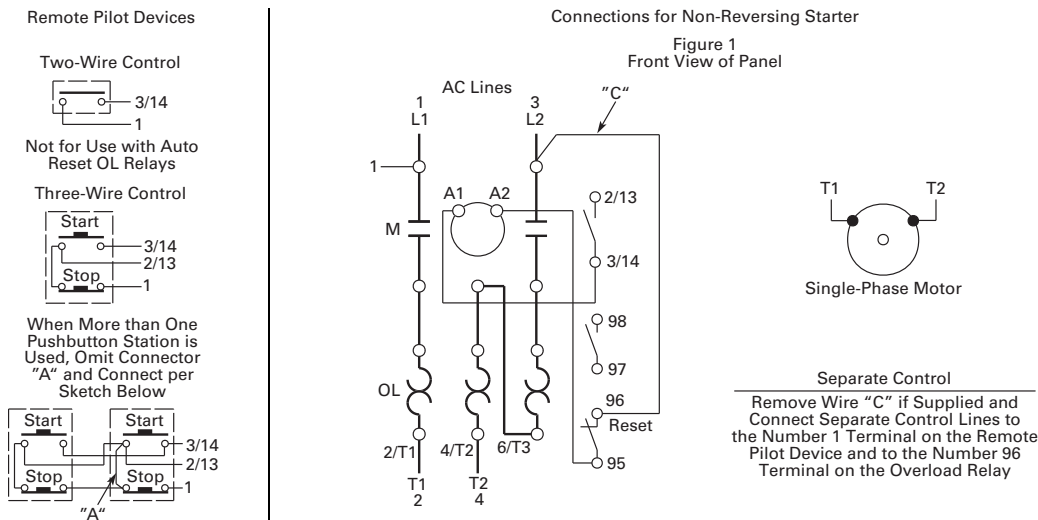 Remote Pilot Devices
Two-Wire Control
3/14
1
Not for Use with Auto
Reset OL Relays
Three-Wire Control
Start
3/14
2/13
Stop
1
When More than One
Pushbutton Station is
Used, Omit Connector
"A“ and Connect per
Sketch Below
Start
Start
3/14
2/13
Stop
Stop
1
"A“
Connections for Non-Reversing Starter
Figure 1
Front View of Panel
AC Lines
"C“
1
L1
3
L2
1
A1
A2
2/13
M
3/14
98
97
OL
96
Reset
2/T1
4/T2
6/T3
95
T1
2
T2
4
T1
T2
Single-Phase Motor
Separate Control
Remove Wire “C” if Supplied and
Connect Separate Control Lines to
the Number 1 Terminal on the Remote
Pilot Device and to the Number 96
Terminal on the Overload Relay